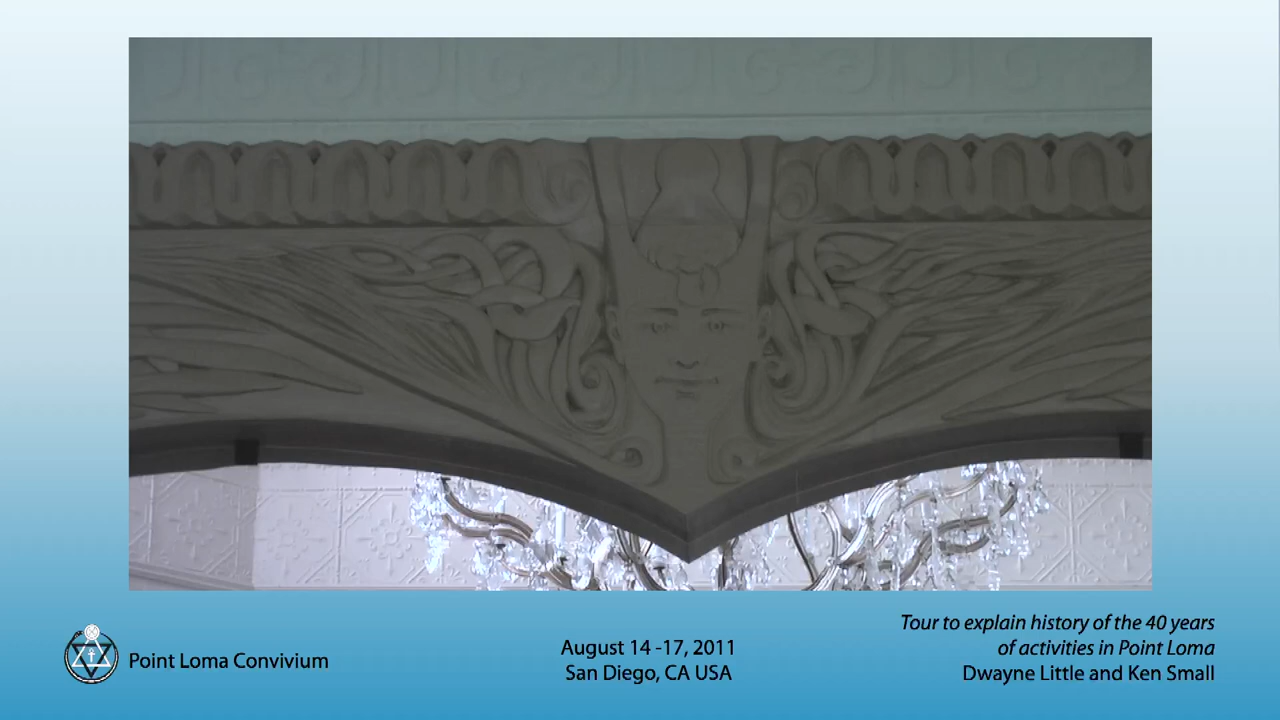 Point Loma Convivium
August 14 -17, 2011
San Diego, CA USA
Tour to explain history of the 40 years
of activities in Point Loma
Dwayne Little and Ken Small